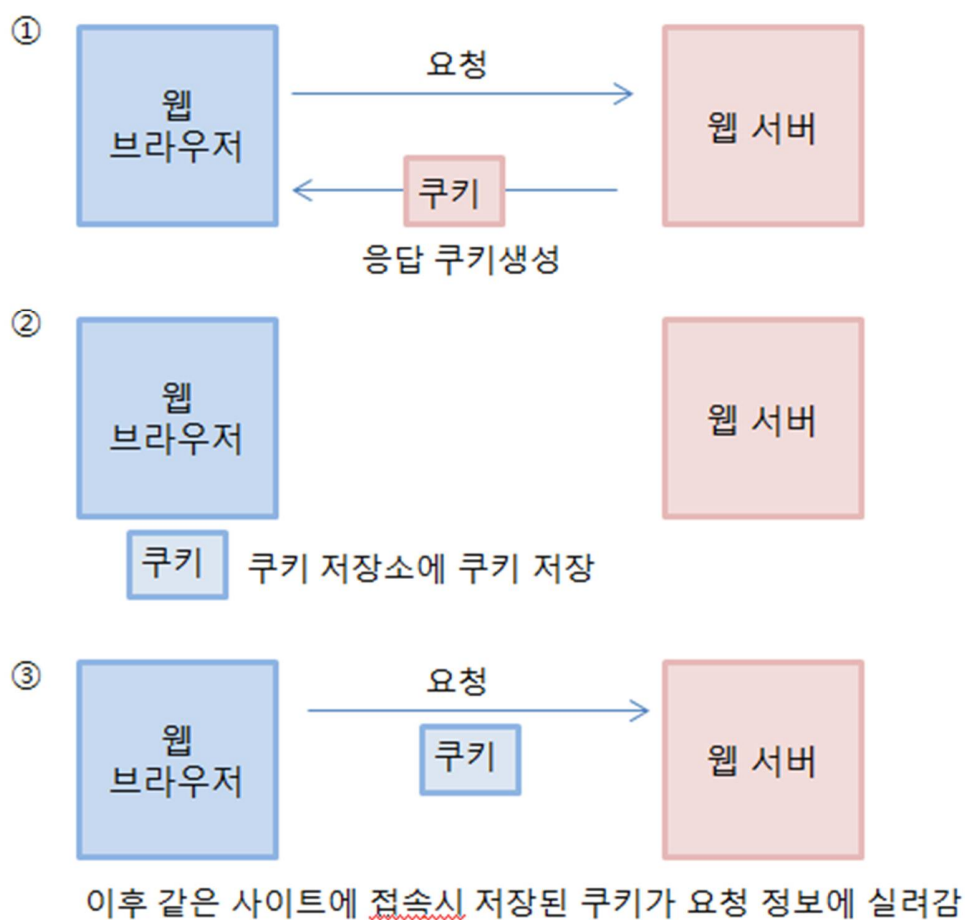 ①
웹
브라우저
요청
웹 서버
쿠키
응답 쿠키생성
②
웹
브라우저
웹 서버
쿠키
쿠키 저장소에 쿠키 저장
③
웹
브라우저
요청
쿠키
웹 서버
이후 같은 사이트에 접속시 저장된 쿠키가 요청 정보에 실려감